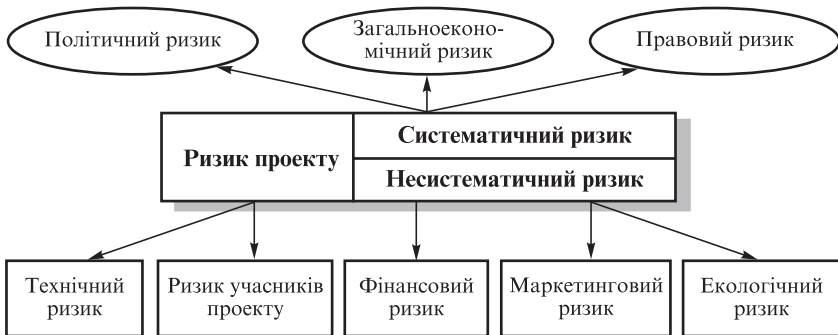 Політичний ризик
Загальноеконо-
мічний ризик
Правовий ризик
Ризик проекту
Систематичний ризик
Несистематичний ризик
Технічний
ризик
Ризик учасників
проекту
Фінансовий
ризик
Маркетинговий
ризик
Екологічний
ризик